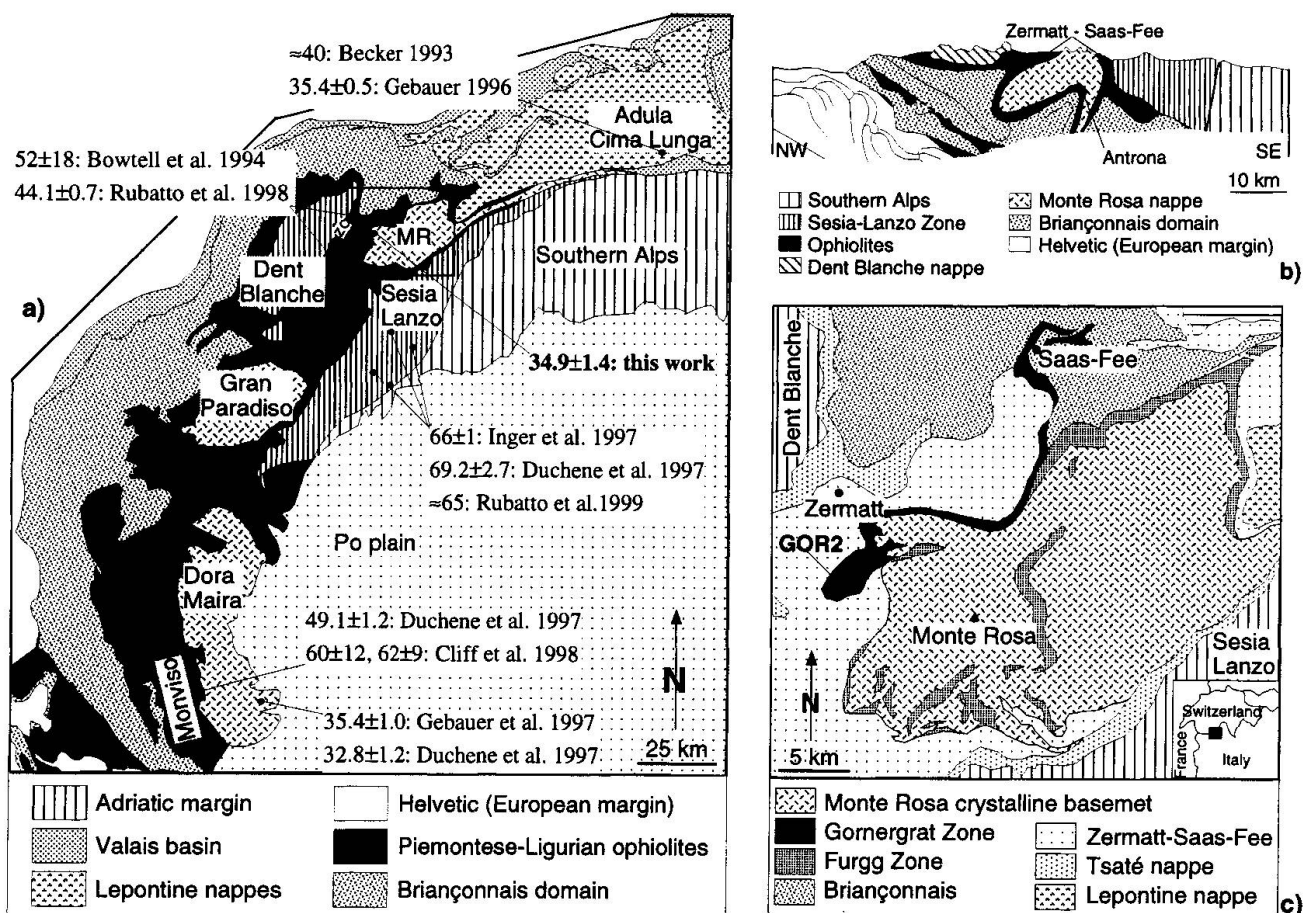 a)
≈40: Becker 1993
35.4±0.5: Gebauer 1996
Adula
Cima Lunga
52±18: Bowtell et al. 1994
44.1±0.7: Rubatto et al. 1998
MR
Dent
Blanche
Southern Alps
Sesia
Lanzo
34.9±1.4: this work
Gran
Paradiso
66±1: Inger et al. 1997
69.2±2.7: Duchene et al. 1997
≈65: Rubatto et al.1999
Po plain
Dora
Maira
49.1±1.2: Duchene et al. 1997
60±12, 62±9: Cliff et al. 1998
Monviso
N
35.4±1.0: Gebauer et al. 1997
32.8±1.2: Duchene et al. 1997
25 km
Adriatic margin
Valais basin
Lepontine nappes
Helvetic (European margin)
Piemontese-Ligurian ophiolites
Briançonnais domain
Zermatt - Saas-Fee
NW
SE
Antrona
10 km
Southern Alps
Sesia-Lanzo Zone
Ophiolites
Dent Blanche nappe
Monte Rosa nappe
Briançonnais domain
Helvetic (European margin)
b)
Dent Blanche
Saas-Fee
Zermatt
GOR2
Monte Rosa
Sesia
Lanzo
N
5 km
Switzerland
France
Italy
Monte Rosa crystalline basemet
Gornergrat Zone
Furgg Zone
Briançonnais
Zermatt-Saas-Fee
Tsaté nappe
Lepontine nappe
c)